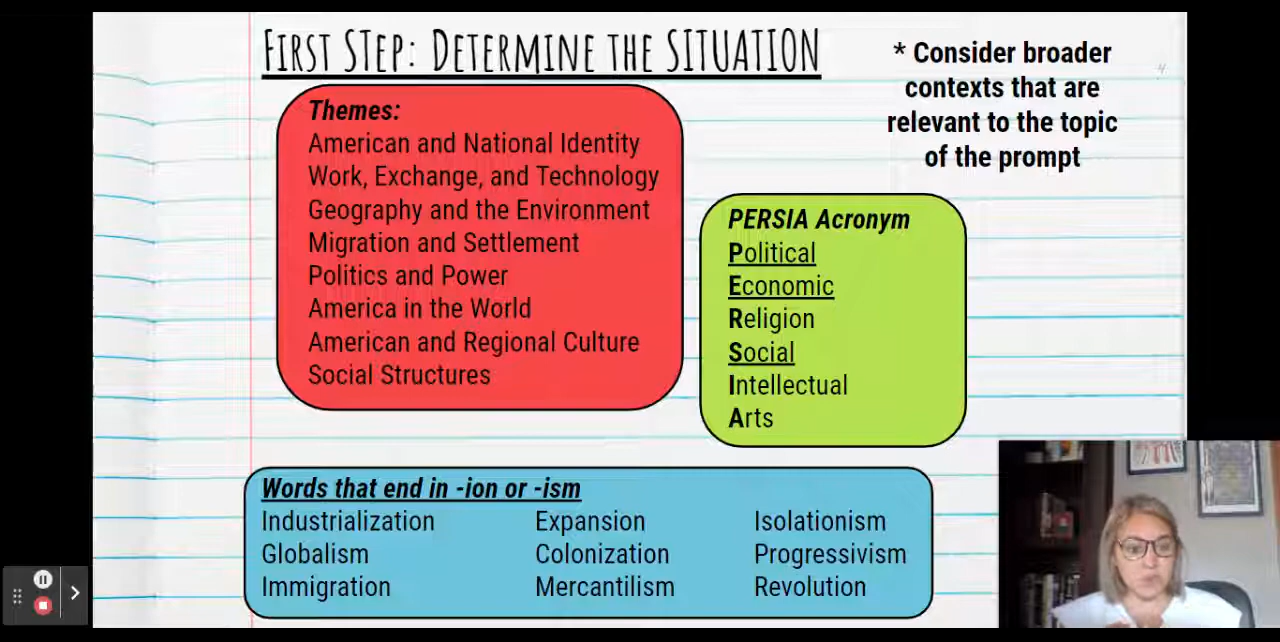 First Step: Determine the SITUATION
* Consider broader
contexts that are
relevant to the topic
of the prompt
Themes:
American and National Identity
Work, Exchange, and Technology
Geography and the Environment
Migration and Settlement
Politics and Power
America in the World
American and Regional Culture
Social Structures
PERSIA Acronym
Political
Economic
Religion
Social
Intellectual
Arts
Words that end in -ion or -ism
Industrialization Expansion Isolationism
Globalism Colonization Progressivism
Immigration Mercantilism Revolution